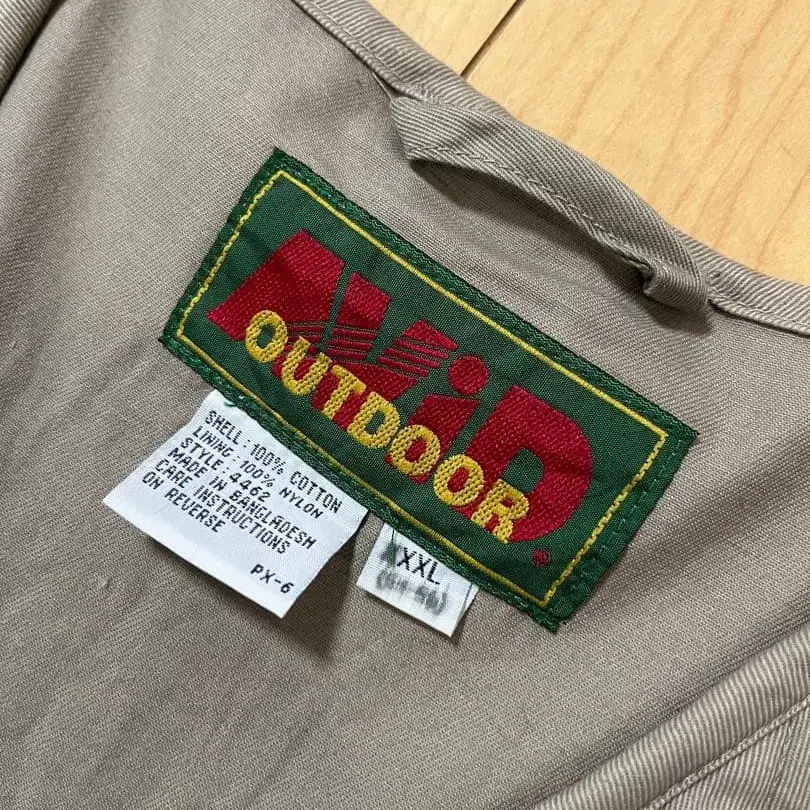 AViD
OUTDOOR
SHELL: 100% COTTON
LINING: 100% NYLON
STYLE: 4462
MADE IN BANGLADESH
CARE INSTRUCTIONS
ON REVERSE
PX-6
XXL